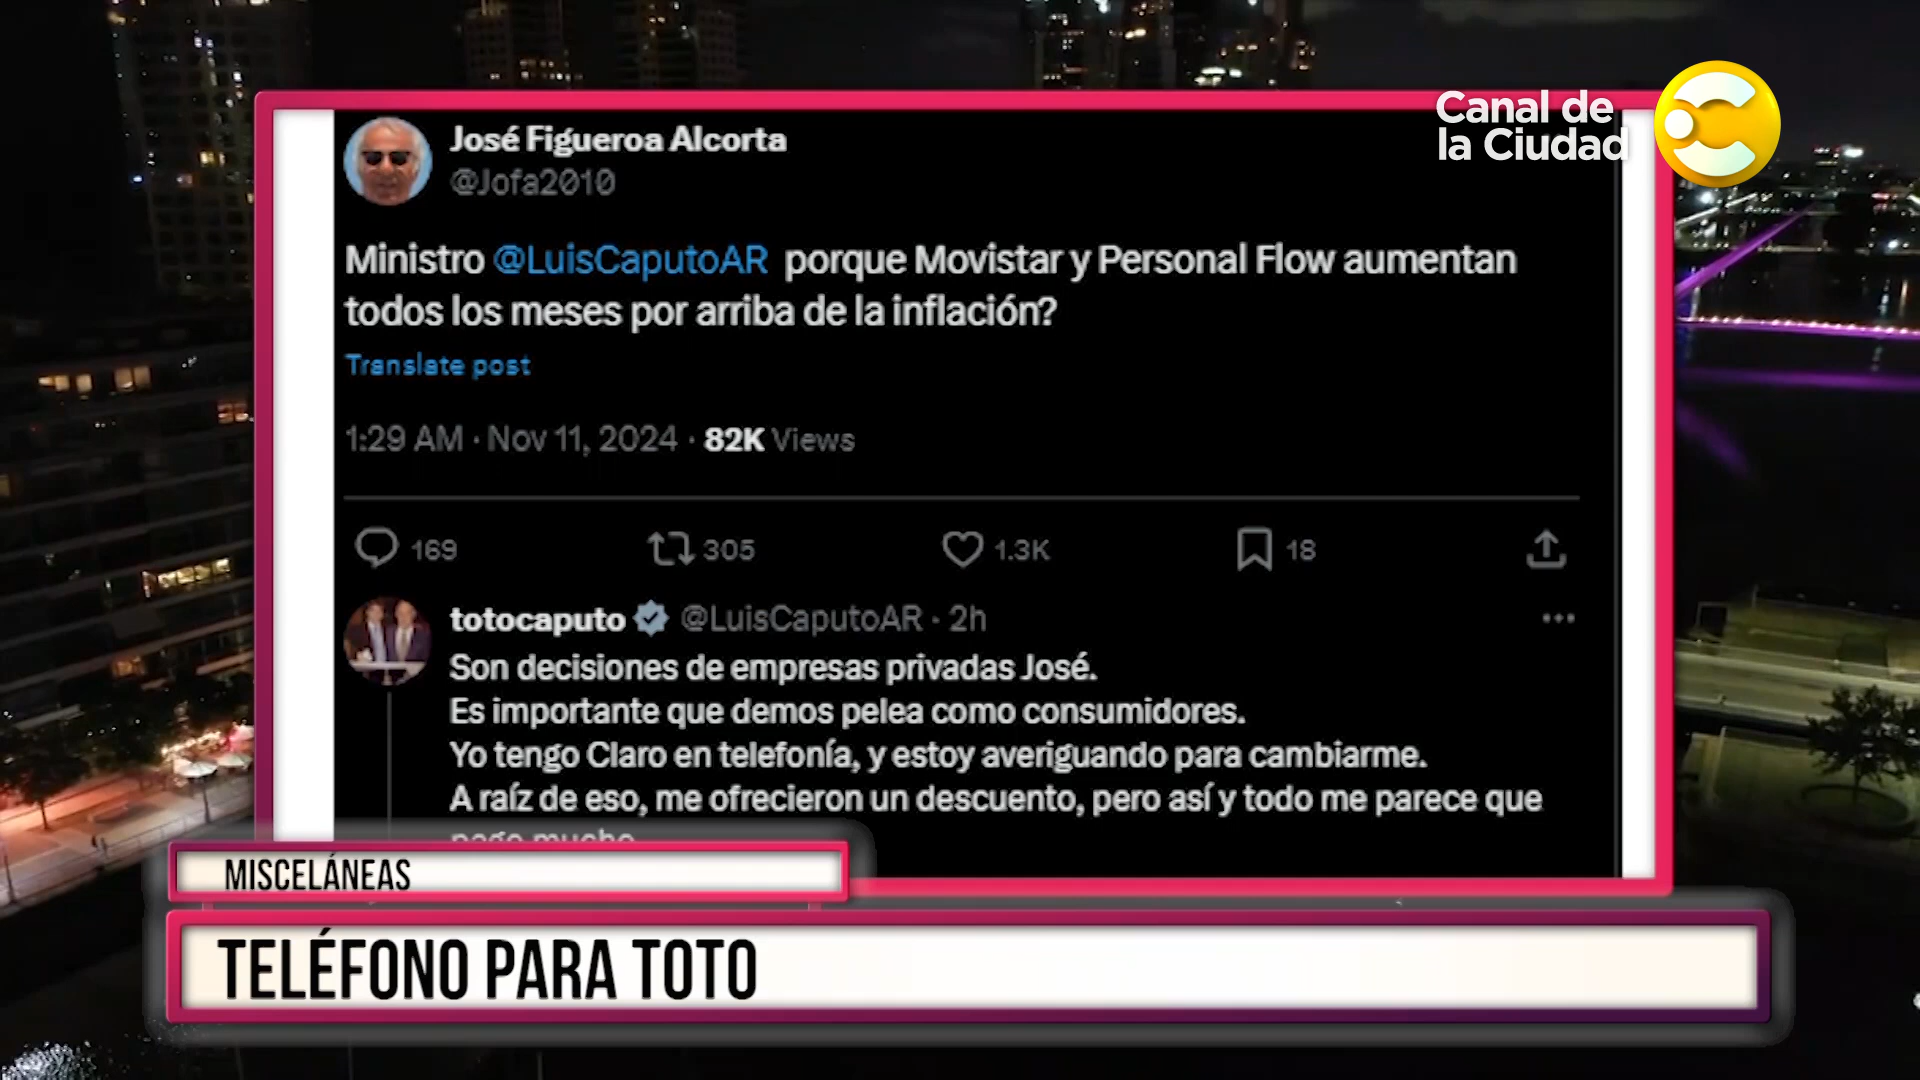 Canal de
la Ciudad
José Figueroa Alcorta
@Jofa2010
Ministro @LuisCaputoAR porque Movistar y Personal Flow aumentan
todos los meses por arriba de la inflación?
Translate post
1:29 AM · Nov 11, 2024 · 82K Views
169 305 1.3K 18
totocaputo @LuisCaputoAR · 2h
Son decisiones de empresas privadas José.
Es importante que demos pelea como consumidores.
Yo tengo Claro en telefonía, y estoy averiguando para cambiarme.
A raíz de eso, me ofrecieron un descuento, pero así y todo me parece que
pago mucho.
MISCELÁNEAS
TELÉFONO PARA TOTO